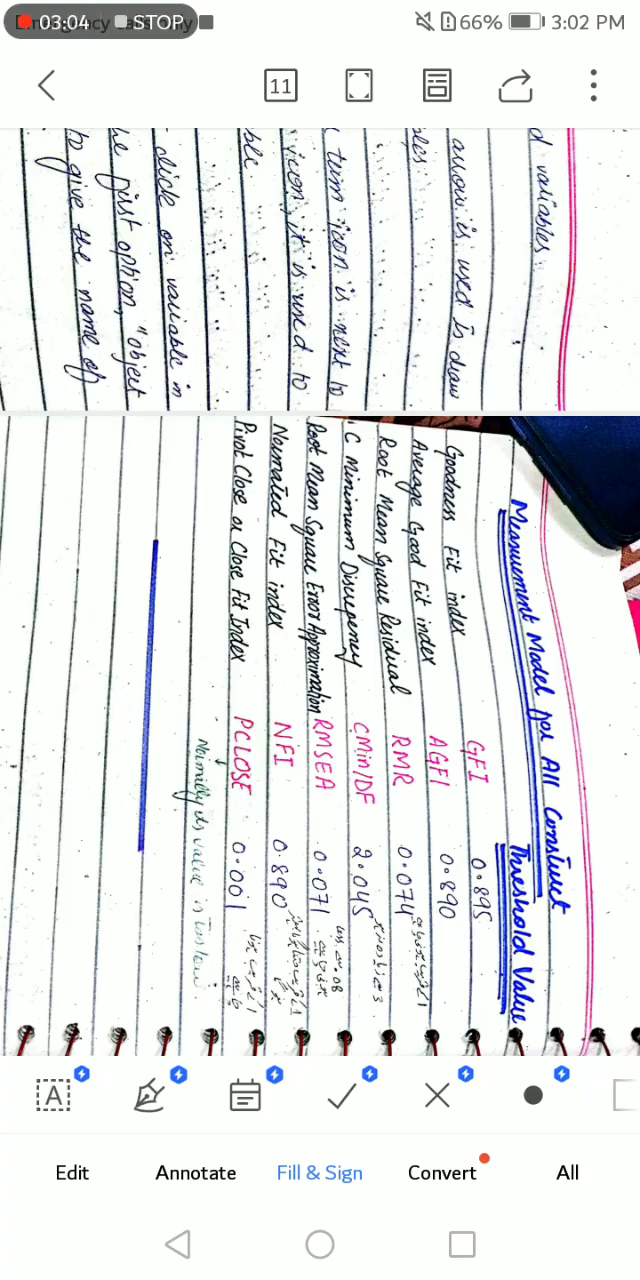 03:04 STOP 66% 3:02 PM
11
d variables.
arrow is used to draw
turn icon is next to
icon, it is used to
click on variable in
he first option, "object
to give the name of
Measurement Model for All Construct
Threshold Value
Goodness Fit index GFI 0.895
Average Good Fit index AGFI 0.890
Root Mean Square Residual RMR 0.074
C Minimum Discrepency CMin/DF 2.045
Root Mean Square Error Approximation RMSEA 0.071
Normated Fit index NFI 0.890
Pivot Close or Close Fit Index PCLOSE 0.001
Normally its value is too low.
Edit Annotate Fill & Sign Convert All